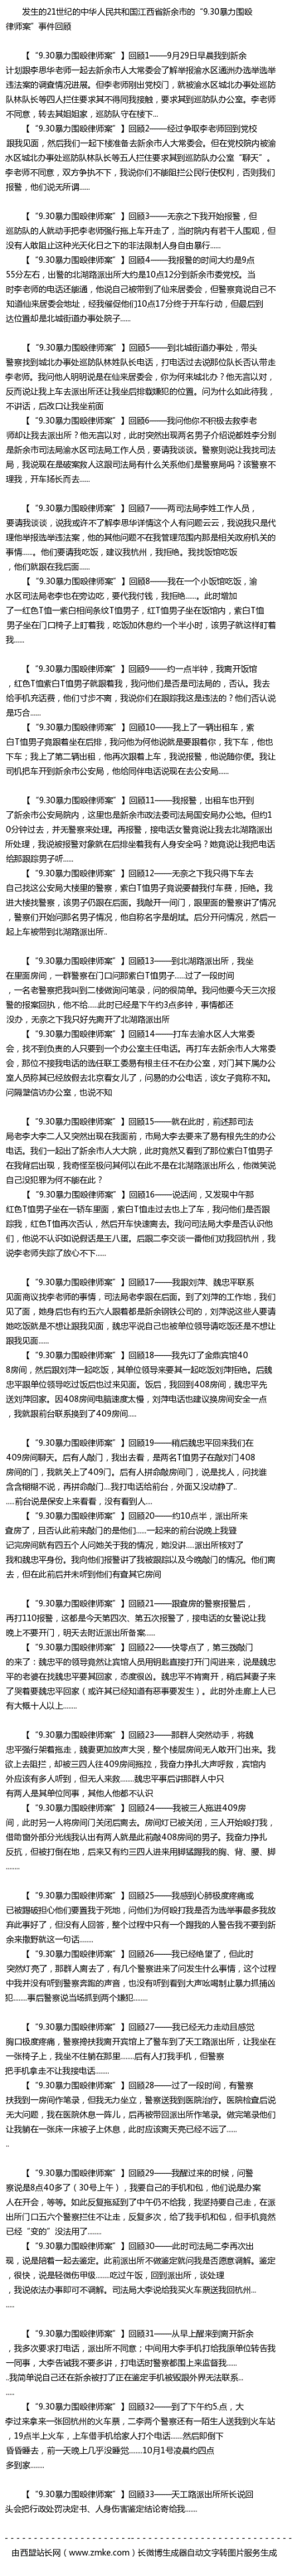 发生的21世纪的中华人民共和国江西省新余市的“9.30暴力围殴
律师案”事件回顾
【“9.30暴力围殴律师案”】回顾1——9月29日早晨我到新余
计划跟李思华老师一起去新余市人大常委会了解举报渝水区通洲办选举选举
违法案的调查情况进展。但李老师刚出党校门，就被渝水区城北办事处巡防
队林队长等四人拦住要求其不得同我接触，要求其到巡防队办公室。李老师
不同意，转去其姐姐家，巡防队守在楼下...
【“9.30暴力围殴律师案”】回顾2——经过争取李老师回到党校
跟我见面，然后我们一起下楼准备去新余市人大常委会。但在党校院内被渝
水区城北办事处巡防队林队长等五人拦住要求其到巡防队办公室“聊天”。
李老师不同意，双方争执不下，我说你们不能阻拦公民行使权利，否则我们
报警，他们说无所谓......
【“9.30暴力围殴律师案”】回顾3——无奈之下我开始报警，但
巡防队的人就动手把李老师强行拖上车开走了，当时院内有若干人围观，但
没有人敢阻止这种光天化日之下的非法限制人身自由暴行......
【“9.30暴力围殴律师案”】回顾4——我报警的时间大约是9点
55分左右，出警的北湖路派出所大约是10点12分到新余市委党校。当
时李老师的电话还能通，他说自己被带到了仙来居委会，但警察竟说自己不
知道仙来居委会地址，经我催促他们10点17分终于开车行动，但最后到
达位置却是北城街道办事处院子.....
【“9.30暴力围殴律师案”】回顾5——到北城街道办事处，带头
警察找到城北办事处巡防队林姓队长电话，打电话过去说那位队长否认带走
李老师。我问他人明明说是在仙来居委会，你为何来城北办？他无言以对，
反而说让我上车去派出所还让我坐后排载嫌犯的位置。问为什么如此待我，
不讲话，后改口让我坐前面
【“9.30暴力围殴律师案”】回顾6——我问他你不积极去救李老
师却让我去派出所？他无言以对，此时突然出现两名男子介绍说都姓李分别
是新余市司法局渝水区司法局工作人员，要请我谈谈。警察则说让我找司法
局，我说现在是破案救人这跟司法局有什么关系他们是警察局吗？该警察不
理我，开车扬长而去......
【“9.30暴力围殴律师案”】回顾7——两司法局李姓工作人员，
要请我谈谈，说我或许不了解李思华详情这个人有问题云云，我说我只是代
理他举报选举违法案，他的其他问题不在我管理范围内那是相关政府机关的
事情......。他们要请我吃饭，建议我杭州，我拒绝。我找饭馆吃饭
，他们就跟在我后面......
【“9.30暴力围殴律师案”】回顾8——我在一个小饭馆吃饭，渝
水区司法局老李也在旁边吃，要代我付钱，我拒绝......。此时增加
了一红色T恤一紫白相间条纹T恤男子，红T恤男子坐在饭馆内，紫白T恤
男子坐在门口椅子上盯着我，吃饭加休息约一个半小时，该男子就这样盯着
我......
【“9.30暴力围殴律师案”】回顾9——约一点半钟，我离开饭馆
，红色T恤紫白T恤男子就跟着我，我问他们是否是司法局的，否认。我去
给手机充话费，他们寸步不离，我说你们在跟踪我这是违法的？他们否认说
是巧合......
【“9.30暴力围殴律师案”】回顾10——我上了一辆出租车，紫
白T恤男子竟跟着坐在后排，我问他为何他说就是要跟着你，我下车，他也
下车；我上了第二辆出租，他再次跟着上车，我说报警，他说随你便。我让
司机把车开到新余市公安局，他给同伴电话说现在去公安局......
【“9.30暴力围殴律师案”】回顾11——我报警，出租车也开到
了新余市公安局院内，这里也是新余市政法委司法局国安局办公地。但约1
0分钟过去，并无警察来处理。再报警，接电话女警竟说让我去北湖路派出
所处理，我说被报警对象就在后排坐着我有人身安全吗？她竟说让我把电话
给那跟踪男子听......
【“9.30暴力围殴律师案”】回顾12——无奈之下我只得下车去
自己找这公安局大楼里的警察，紫白T恤男子竟说要替我付车费，拒绝。我
进大楼找警察，该男仍跟在后面。我敲开一间门，跟里面的警察讲了情况
，警察们开始问那名男子情况，他自称名字是胡斌。后分开问情况，然后一
起上车被带到北湖路派出所..
【“9.30暴力围殴律师案”】回顾13——到北湖路派出所，我坐
在里面房间，一群警察在门口问那紫白T恤男子.....过了一段时间
，一名老警察把我叫到二楼做询问笔录，问的很简单。我问他要今天三次报
警的报案回执，他不给.....此时已经是下午约3点多钟，事情都还
没办，无奈之下我只好先离开了北湖路派出所
【“9.30暴力围殴律师案”】回顾14——打车去渝水区人大常委
会，找不到负责的人只要到一个办公室主任电话。再打车去新余市人大常委
会，那位不接我电话的选任联工委易有根主任不在办公室，对门其下属办公
室人员称其已经放假去北京看女儿了，问易的办公电话，该女子竟称不知。
问隔壁信访办公室，也说不知
【“9.30暴力围殴律师案”】回顾15——就在此时，前述那司法
局老李大李二人又突然出现在我面前，市局大李去要来了易有根先生的办公
电话。我们一起出了新余市人大大院，此时竟然又看到了那位紫白T恤男子
在我背后出现，我奇怪至极问其何以在此不是在北湖路派出所么，他微笑说
自己没犯罪为何不能在此？
【“9.30暴力围殴律师案”】回顾16——说话间，又发现中午那
红色T恤男子坐在一轿车里面，紫白T恤走过去也上了车，我问他们是否跟
踪我，红色T恤再次否认，然后开车快速离去。我问司法局大李是否认识他
们，他说不认识如说假话是王八蛋。后跟二李交谈一番他们劝我回杭州，我
说李老师失踪了放心不下......
【“9.30暴力围殴律师案”】回顾17——我跟刘萍、魏忠平联系
见面商议找李老师的事情，司法局老李跟在后面。到了刘萍的工作地，我们
见了面，她身后也有约五六人跟着都是新余钢铁公司的，刘萍说这些人要请
她吃饭就是不想让跟我见面，魏忠平说自己也被单位领导请吃饭还是不想让
跟我见面......
【“9.30暴力围殴律师案”】回顾18——我先订了金鼎宾馆40
8房间，然后跟刘萍一起吃饭，其单位领导来要其一起吃饭刘萍拒绝。后魏
忠平跟单位领导吃过饭后也过来见面。饭后，我回到408房间，魏忠平先
送刘萍回家。因408房间电脑速度太慢，刘萍电话也建议换房间安全一点
，我就跟前台联系换到了409房间....
【“9.30暴力围殴律师案”】回顾19——稍后魏忠平回来我们在
409房间聊天。后有人敲门，我出去看，是两名T恤男子在敲对门408
房间的门，我就关上了409门。后有人拼命敲房间门，说是找人，问找谁
含含糊糊不说，再拼命敲门....我打电话给前台，外面又没动静了..
.....前台说是保安上来看看，没有看到人....
【“9.30暴力围殴律师案”】回顾20——约10点半，派出所来
查房了，且否认此前来敲门的是他们.....一起来的前台说晚上我登
记完房间就有四五个人问她关于我的情况，她没讲....派出所核对了
我和魏忠平身份。我向他们报警讲了我被跟踪以及今晚敲门的情况。他们离
去，但在此前后并未听到他们有查其它房间
【“9.30暴力围殴律师案”】回顾21——跟查房的警察报警后，
再打110报警，这都是今天第四次、第五次报警了，接电话的女警说让我
晚上不要开门，明天去附近派出所备案.....
【“9.30暴力围殴律师案”】回顾22——快零点了，第三拨敲门
的来了：魏忠平的领导竟然让宾馆人员用钥匙直接打开门闯进来，说是魏忠
平的老婆在找魏忠平要其回家，态度很凶。魏忠平不肯离开，稍后其妻子来
了哭着要魏忠平回家（或许其已经知道有恶事要发生）。此时外走廊上人已
有大概十人以上.......
【“9.30暴力围殴律师案”】回顾23——那群人突然动手，将魏
忠平强行架着拖走，魏妻更加放声大哭，整个楼层房间无人敢开门出来。我
欲上去阻拦，却被三四人往409房间拖拉，我奋力挣扎大声呼救，宾馆内
外应该有多人听到，但无人来救.......魏忠平事后讲那群人中只
有两人是其单位同事，其他人他都不认识
【“9.30暴力围殴律师案”】回顾24——我被三人拖进409房
间，此时另一人将房间门关闭后离去。房间灯已被关闭，三人开始殴打我，
借助窗外部分光线我认出有两人就是此前敲408房间的男子。我奋力挣扎
反抗，但被打倒在地，后来又有约三四人进来用脚猛踢我的胸、背、腰、脚
........
【“9.30暴力围殴律师案”】回顾25——我感到心肺极度疼痛或
已被踢破担心他们要置我于死地，问他们为何殴打我是否为选举事最多我放
弃此事好了，但没有人回答，整个过程中只有一个踢我的人警告我不要到新
余来撒野就这一句话.......
【“9.30暴力围殴律师案”】回顾26——我已经绝望了，但此时
突然灯亮了，那群人离去了，有几个警察进来了问发生什么事情，这个过程
中我并没有听到警察奔跑的声音，也没有听到看到大声吆喝制止暴力抓捕凶
犯.......事后警察说当场抓到两个嫌犯.......
【“9.30暴力围殴律师案”】回顾27——我已经无力走动且感觉
胸口极度疼痛，警察搀扶我离开宾馆上了警车到了天工路派出所，让我坐在
一张椅子上，我坐不住躺在那里.......后有人打我手机，但警察
把手机拿走不让我接电话.......
【“9.30暴力围殴律师案”】回顾28——过了一段时间，有警察
扶我到一房间作笔录，但我无力坐立，警察送我到医院治疗。医院检查后说
无大问题，我在医院休息一阵儿，后再被带回派出所作笔录。做完笔录他们
让我躺在一张床一床被子上休息，此时应该离天亮已经不远了......
..
【“9.30暴力围殴律师案”】回顾29——我醒过来的时候，问警
察说是8点40多了（30号上午），我要自己的手机和包，他们说是办案
人在开会，等等。如此反复拖延到了中午仍不给我，我坚持要自己走，在派
出所门口五六个警察拦住不让走，反复多次，给了我手机和包，但手机竟然
已经“变的”没法用了.......
【“9.30暴力围殴律师案”】回顾30——此时司法局二李再次出
现，说是陪着一起去鉴定。此前派出所不做鉴定就问我是否愿意调解。鉴定
，很快，说是轻微伤甲级.......吃过午饭，回到派出所，谈处理
，我说依法办事即可不调解。司法局大李说给我买火车票送我回杭州...
.....
【“9.30暴力围殴律师案”】回顾31——从早上醒来到离开新余
，我多次要求打电话，派出所不同意；中间用大李手机打给我原单位转告我
一同事，大李告诫我不要多讲，打电话时警察都围上来监督我......
..我简单说自己还在新余被打了正在鉴定手机被毁跟外界无法联系...
.....
【“9.30暴力围殴律师案”】回顾32——到了下午约5.点，大
李过来拿来一张回杭州的火车票，二李两个警察还有一陌生人送我到火车站
，19点半上火车，上车借手机给家人打个电话......然后即倒下
昏昏睡去，前一天晚上几乎没睡觉.......10月1号凌晨约四点
多到家.......
【“9.30暴力围殴律师案”】回顾33——天工路派出所所长说回
头会把行政处罚决定书、人身伤害鉴定结论寄给我......
由西盟站长网（www.zmke.com）长微博生成器自动文字转图片服务生成